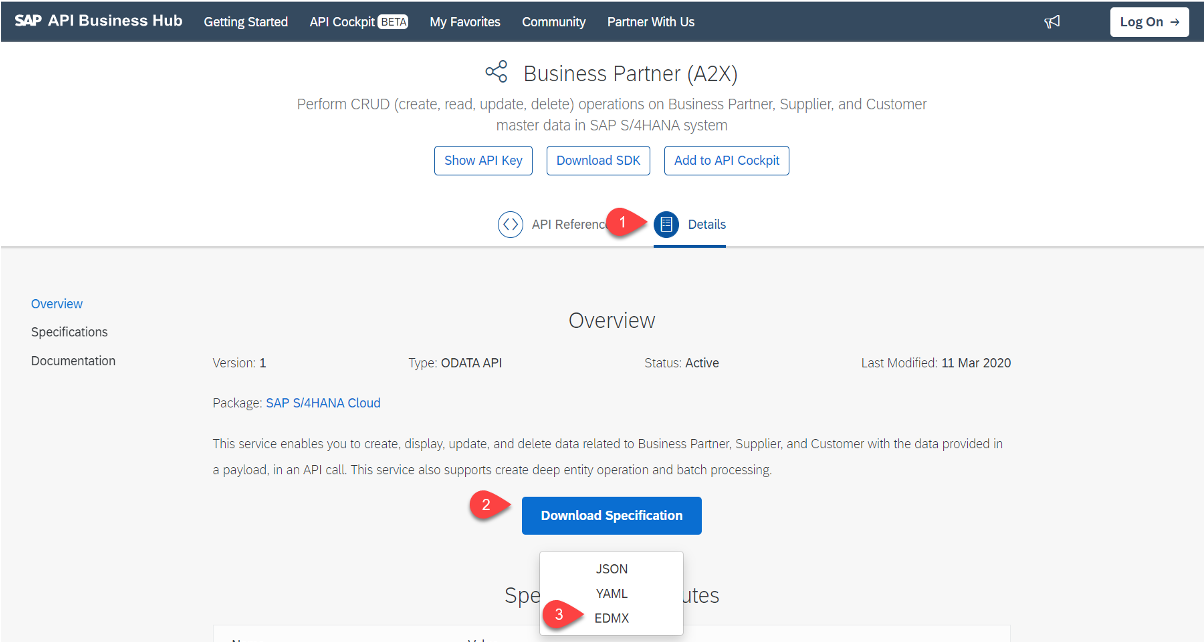 SAP API Business Hub Getting Started API Cockpit BETA My Favorites Community Partner With Us Log On →
Business Partner (A2X)
Perform CRUD (create, read, update, delete) operations on Business Partner, Supplier, and Customer
master data in SAP S/4HANA system
Show API Key Download SDK Add to API Cockpit
API Referenc 1 Details
Overview
Specifications
Documentation
Overview
Version: 1 Type: ODATA API Status: Active Last Modified: 11 Mar 2020
Package: SAP S/4HANA Cloud
This service enables you to create, display, update, and delete data related to Business Partner, Supplier, and Customer with the data provided in
a payload, in an API call. This service also supports create deep entity operation and batch processing.
2 Download Specification
JSON
YAML
3 EDMX